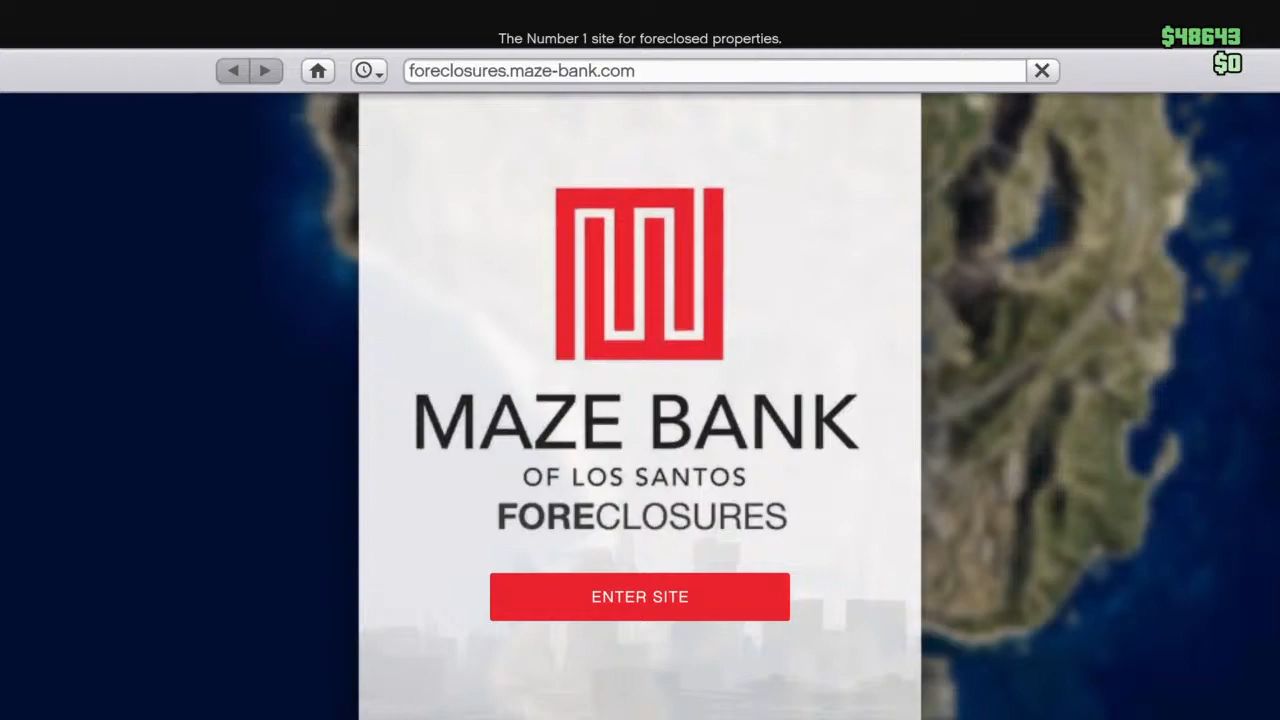 The Number 1 site for foreclosed properties.
$48643
$0
foreclosures.maze-bank.com
MAZE BANK
OF LOS SANTOS
FORECLOSURES
ENTER SITE